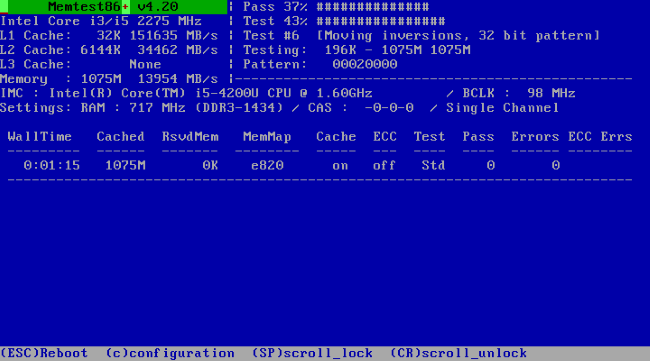 Memtest86+ v4.20 | Pass 37% ##############
Intel Core i3/i5 2275 MHz | Test 43% ################
L1 Cache: 32K 151635 MB/s | Test #6 [Moving inversions, 32 bit pattern]
L2 Cache: 6144K 34462 MB/s | Testing: 196K - 1075M 1075M
L3 Cache: None | Pattern: 00020000
Memory : 1075M 13954 MB/s |-------------------------------------------------
IMC : Intel(R) Core(TM) i5-4200U CPU @ 1.60GHz / BCLK : 98 MHz
Settings: RAM : 717 MHz (DDR3-1434) / CAS : -0-0-0 / Single Channel
WallTime Cached RsvdMem MemMap Cache ECC Test Pass Errors ECC Errs
--------- ------ ------- -------- ----- --- ---- ---- ------ --------
0:01:15 1075M 0K e820 on off Std 0 0
-----------------------------------------------------------------------------
(ESC)Reboot (c)configuration (SP)scroll_lock (CR)scroll_unlock